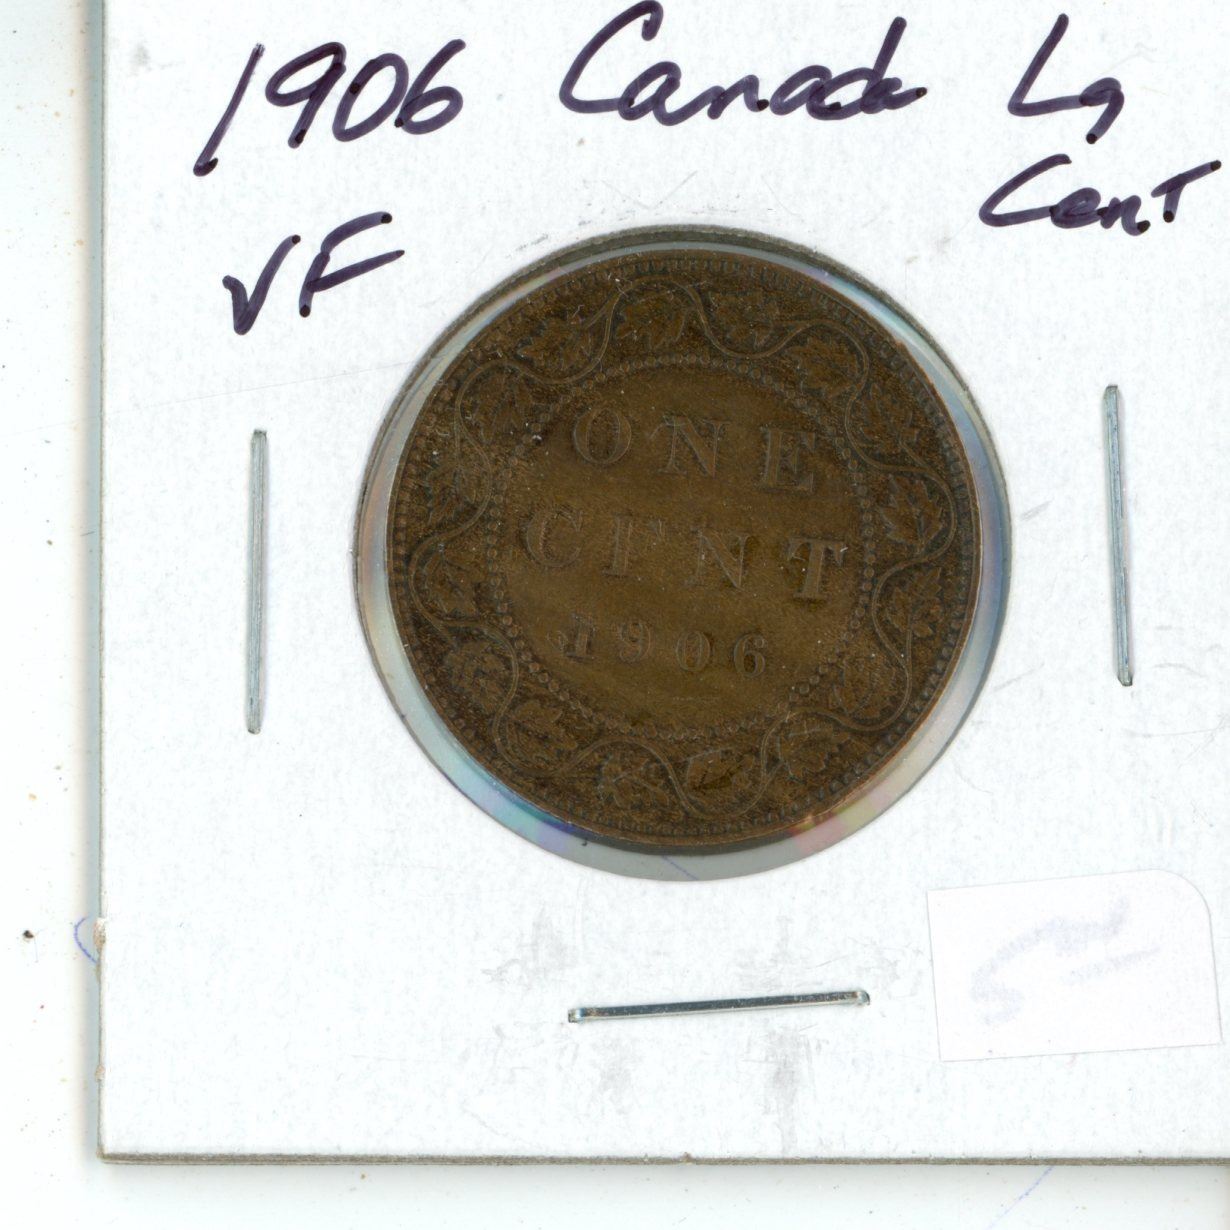 1906 Canada Lg
Cent
VF
ONE
CENT
1906